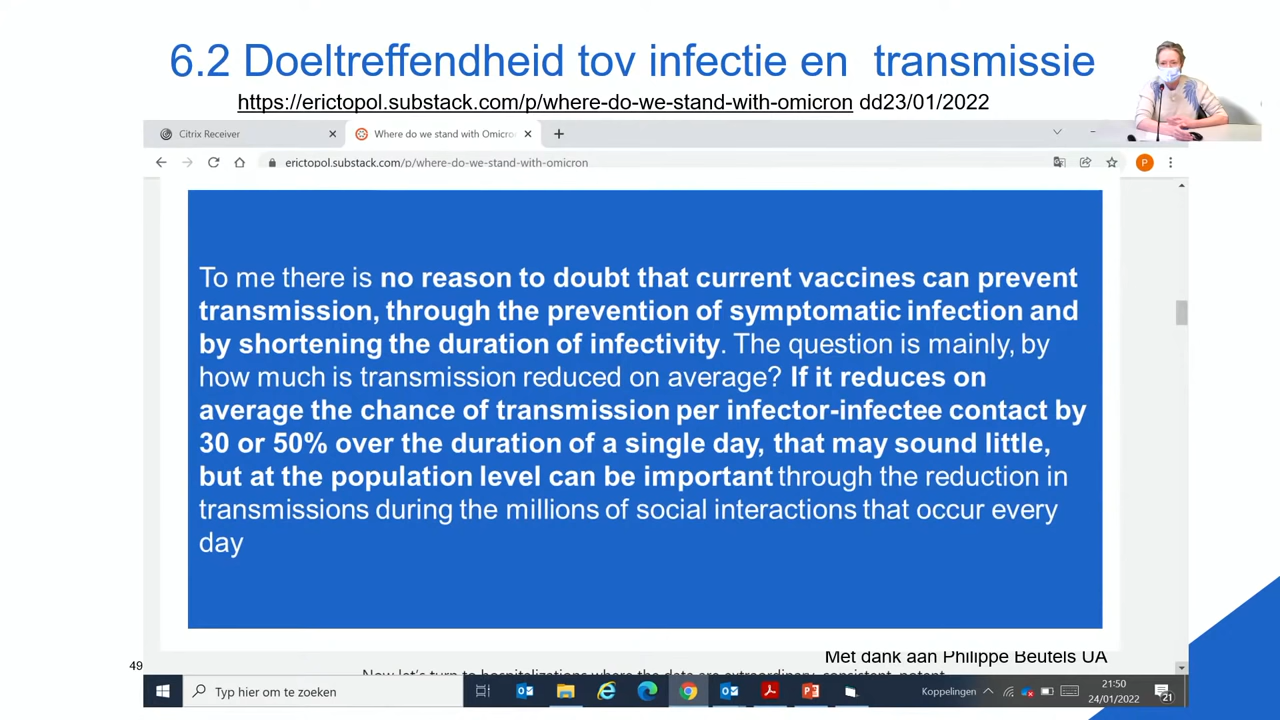 6.2 Doeltreffendheid tov infectie en transmissie
https://erictopol.substack.com/p/where-do-we-stand-with-omicron dd23/01/2022
Citrix Receiver
Where do we stand with Omicro
erictopol.substack.com/p/where-do-we-stand-with-omicron
P
To me there is no reason to doubt that current vaccines can prevent
transmission, through the prevention of symptomatic infection and
by shortening the duration of infectivity. The question is mainly, by
how much is transmission reduced on average? If it reduces on
average the chance of transmission per infector-infectee contact by
30 or 50% over the duration of a single day, that may sound little,
but at the population level can be important through the reduction in
transmissions during the millions of social interactions that occur every
day
Met dank aan Philippe Beutels UA
49
Typ hier om te zoeken
Koppelingen
21:50
24/01/2022
21